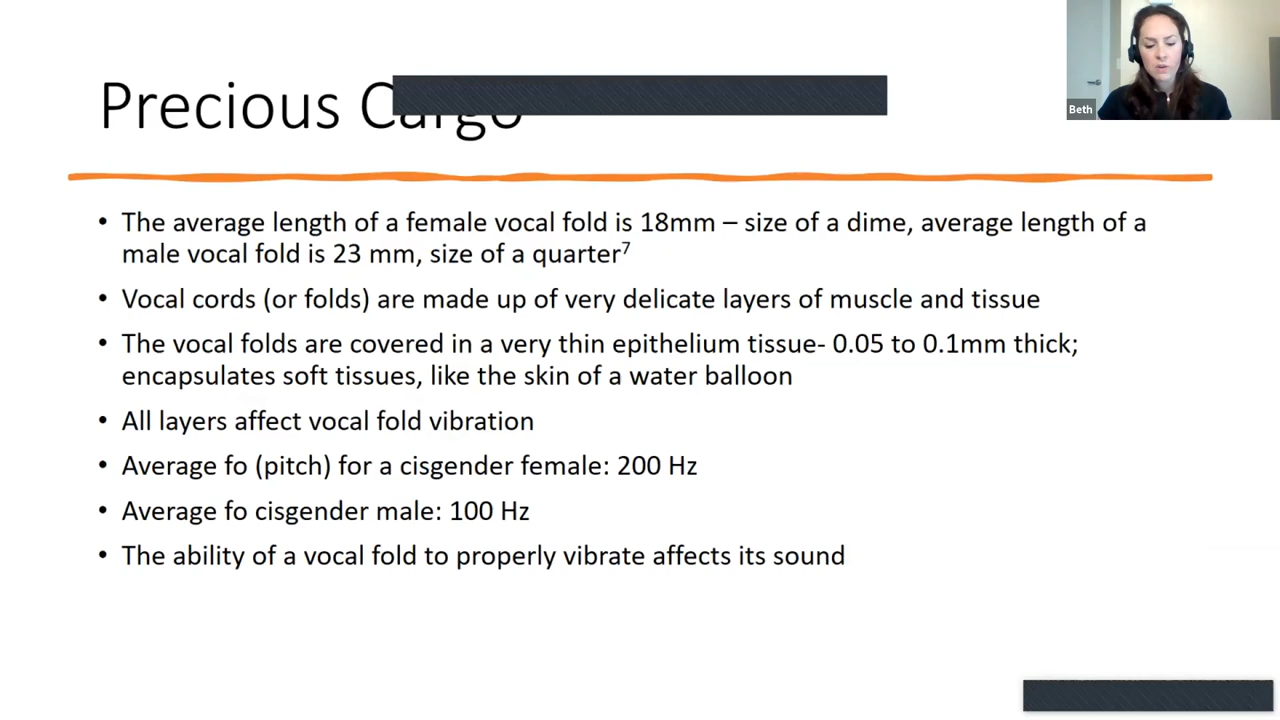 Precious Cargo
Beth
• The average length of a female vocal fold is 18mm – size of a dime, average length of a
male vocal fold is 23 mm, size of a quarter⁷
• Vocal cords (or folds) are made up of very delicate layers of muscle and tissue
• The vocal folds are covered in a very thin epithelium tissue- 0.05 to 0.1mm thick;
encapsulates soft tissues, like the skin of a water balloon
• All layers affect vocal fold vibration
• Average fo (pitch) for a cisgender female: 200 Hz
• Average fo cisgender male: 100 Hz
• The ability of a vocal fold to properly vibrate affects its sound